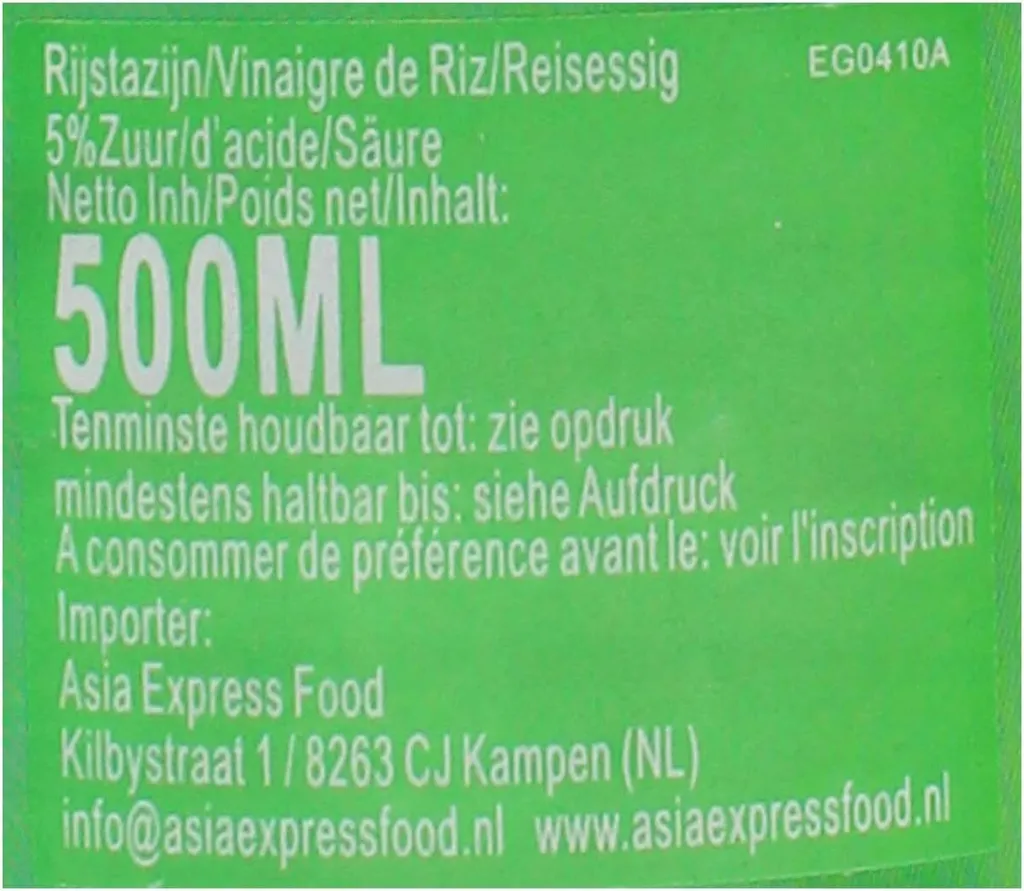 Rijstazijn/Vinaigre de Riz/Reisessig
EG0410A
5%Zuur/d'acide/Säure
Netto Inh/Poids net/Inhalt:
500ML
Tenminste houdbaar tot: zie opdruk
mindestens haltbar bis: siehe Aufdruck
A consommer de préférence avant le: voir l'inscription
Importer:
Asia Express Food
Kilbystraat 1 / 8263 CJ Kampen (NL)
info@asiaexpressfood.nl www.asiaexpressfood.nl